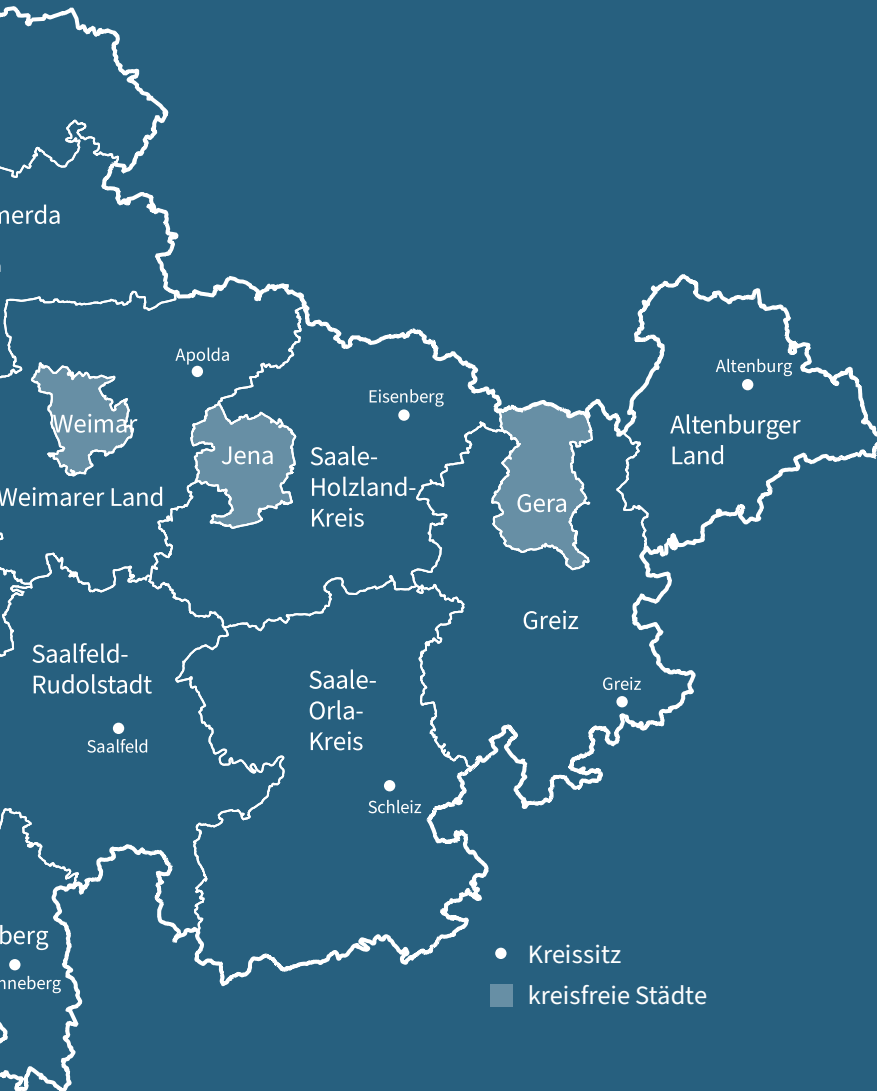 merda
Apolda
Altenburg
Eisenberg
Weimar
Altenburger
Land
Jena
Saale-
Holzland-
Kreis
Weimarer Land
Gera
Greiz
Saalfeld-
Rudolstadt
Saale-
Orla-
Kreis
Greiz
Saalfeld
Schleiz
berg
nneberg
Kreissitz
kreisfreie Städte